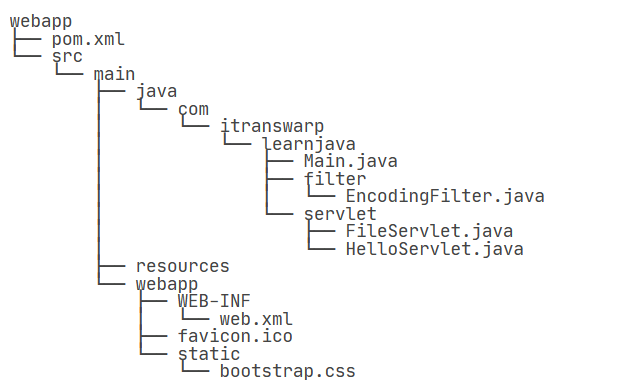 webapp
├── pom.xml
└── src
    └── main
        ├── java
        │   └── com
        │       └── itranswarp
        │           └── learnjava
        │               ├── Main.java
        │               ├── filter
        │               │   └── EncodingFilter.java
        │               └── servlet
        │                   ├── FileServlet.java
        │                   └── HelloServlet.java
        ├── resources
        └── webapp
            ├── WEB-INF
            │   └── web.xml
            ├── favicon.ico
            └── static
                └── bootstrap.css